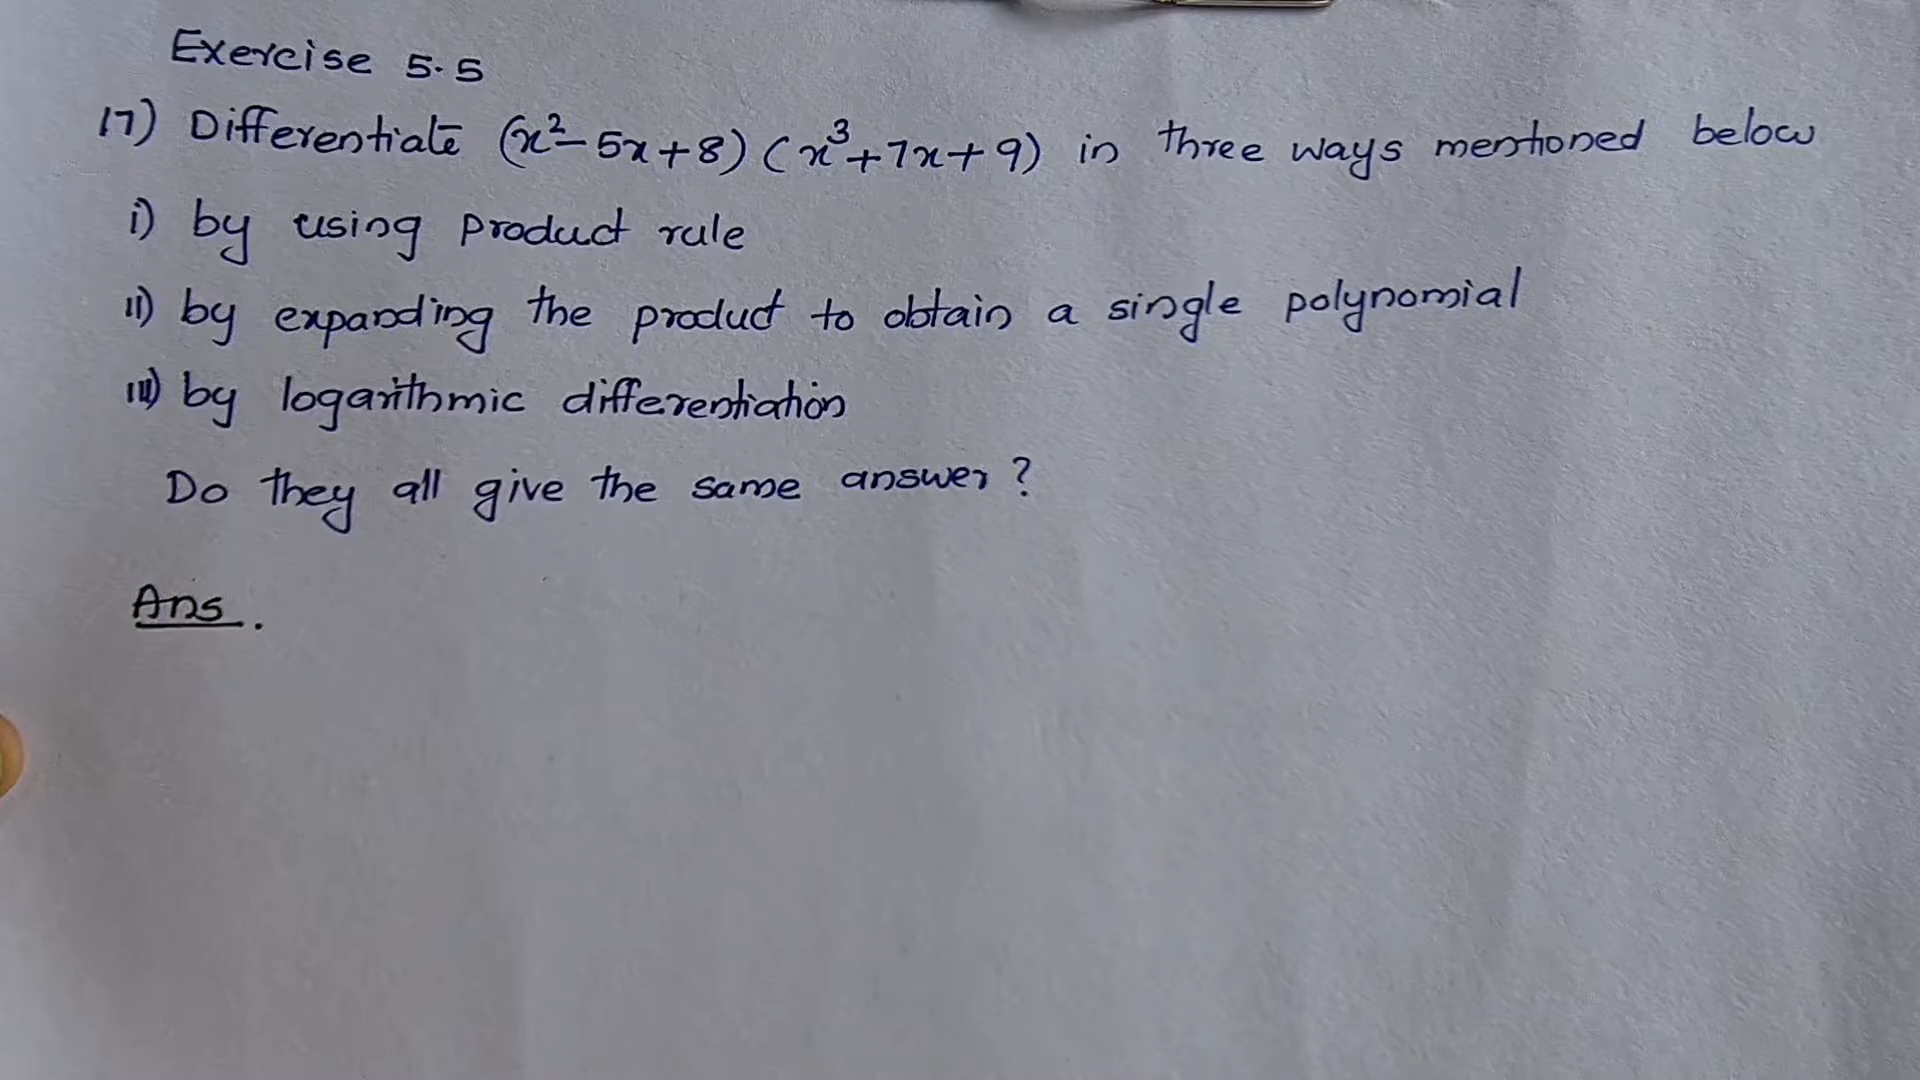 Exercise 5.5
17) Differentiate (x²-5x+8) (x³+7x+9) in three ways mentioned below
i) by using product rule
ii) by expanding the product to obtain a single polynomial
iii) by logarithmic differentiation
Do they all give the same answer?
Ans.